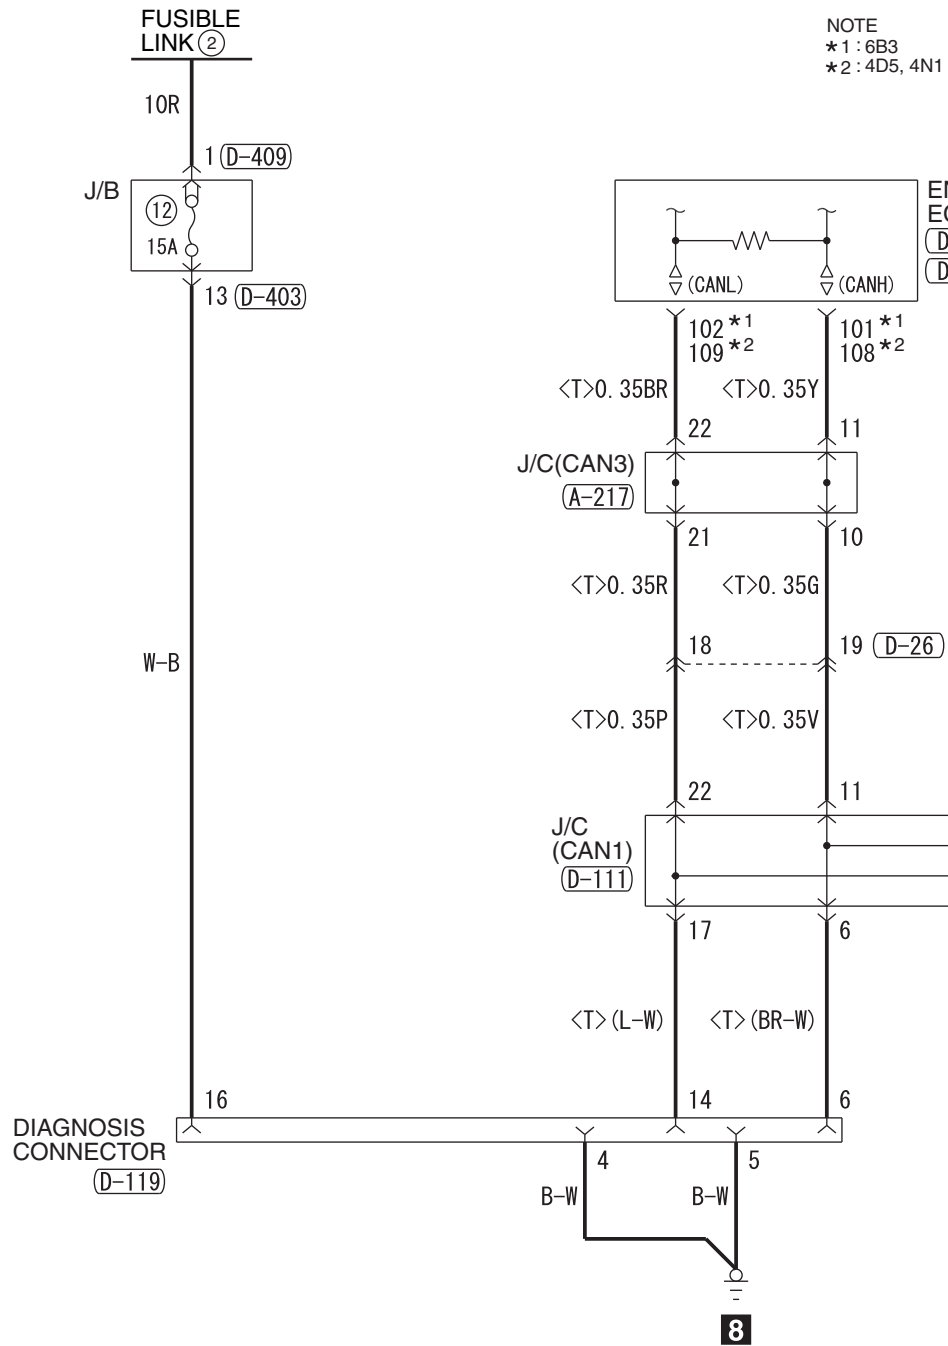 FUSIBLE
LINK 2
NOTE
*1 : 6B3
*2 : 4D5, 4N1
10R
1 D-409
J/B
12
15A
13 D-403
(CANL)
(CANH)
102 *1
109 *2
101 *1
108 *2
<T>0.35BR
<T>0.35Y
22
11
J/C(CAN3)
A-217
21
10
<T>0.35R
<T>0.35G
18
19 D-26
W-B
<T>0.35P
<T>0.35V
22
11
J/C
(CAN1)
D-111
17
6
<T>(L-W)
<T>(BR-W)
16
14
6
DIAGNOSIS
CONNECTOR
D-119
4
5
B-W
B-W
8